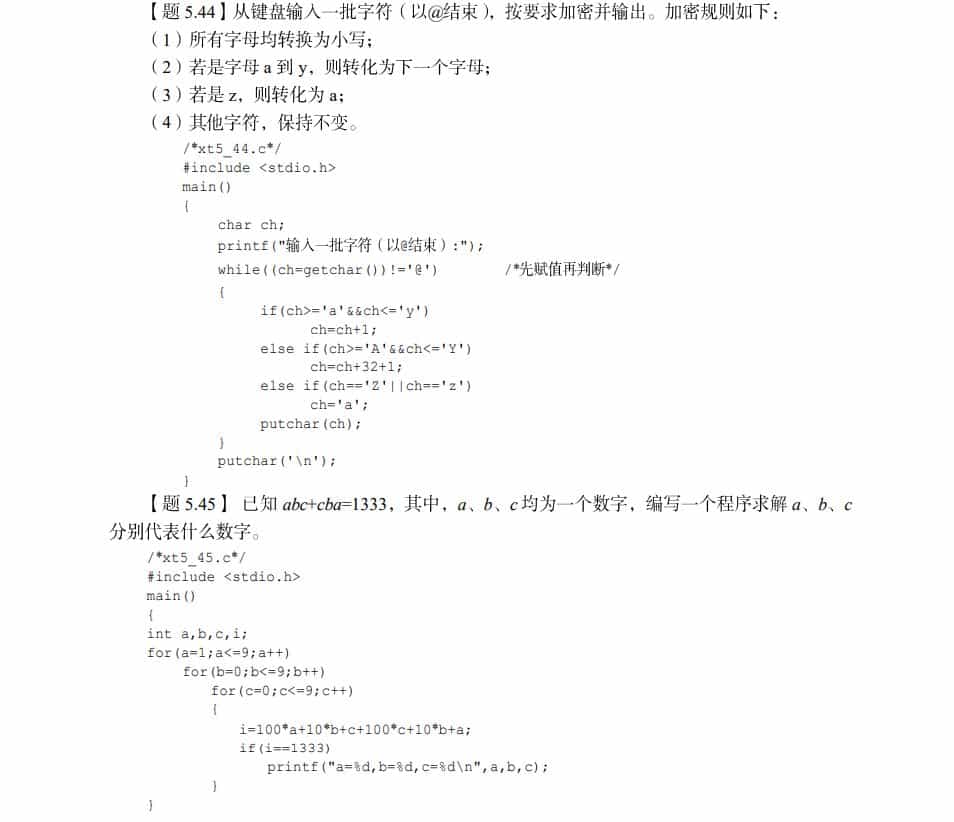 【题 5.44】从键盘输入一批字符（以@结束），按要求加密并输出。加密规则如下：
（1）所有字母均转换为小写；
（2）若是字母 a 到 y，则转化为下一个字母；
（3）若是 z，则转化为 a；
（4）其他字符，保持不变。
/*xt5_44.c*/
#include <stdio.h>
main()
{
char ch;
printf("输入一批字符（以@结束）:");
while((ch=getchar())!='@') /*先赋值再判断*/
{
if(ch>='a'&&ch<='y')
ch=ch+1;
else if(ch>='A'&&ch<='Y')
ch=ch+32+1;
else if(ch=='Z'||ch=='z')
ch='a';
putchar(ch);
}
putchar('\n');
}
【题 5.45】 已知 abc+cba=1333，其中，a、b、c 均为一个数字，编写一个程序求解 a、b、c
分别代表什么数字。
/*xt5_45.c*/
#include <stdio.h>
main()
{
int a,b,c,i;
for(a=1;a<=9;a++)
for(b=0;b<=9;b++)
for(c=0;c<=9;c++)
{
i=100*a+10*b+c+100*c+10*b+a;
if(i==1333)
printf("a=%d,b=%d,c=%d\n",a,b,c);
}
}